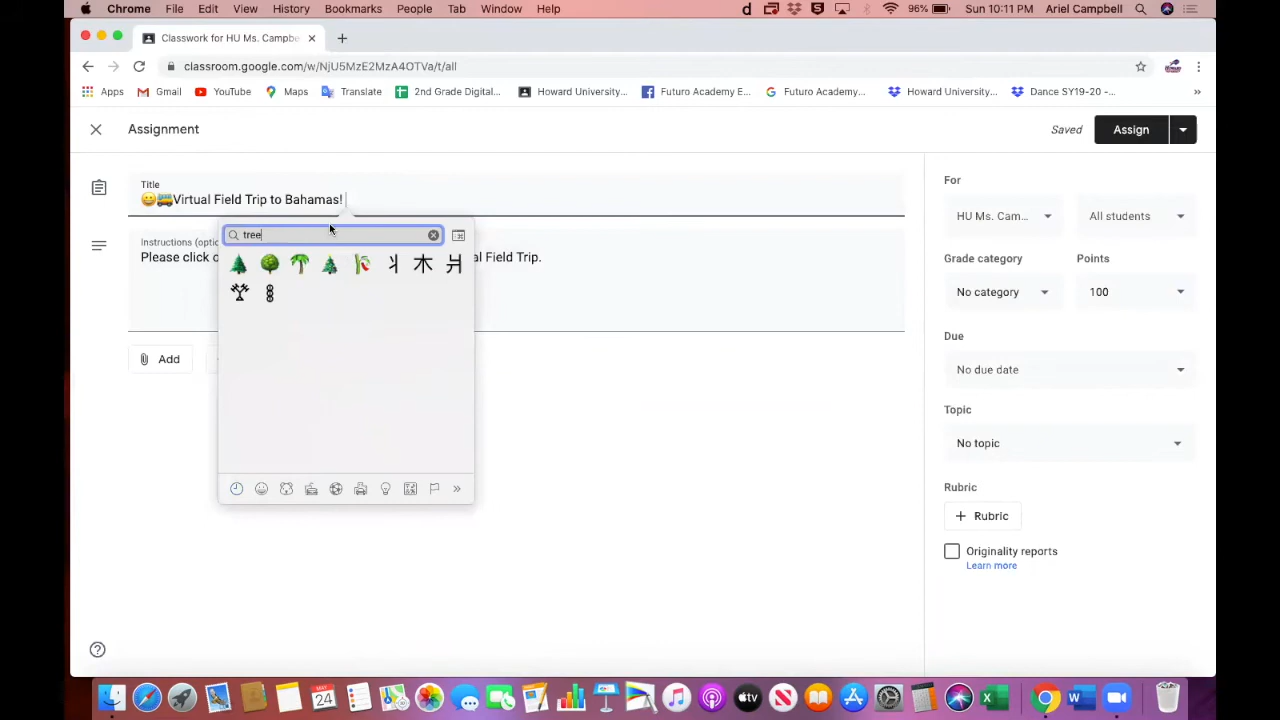 Chrome File Edit View History Bookmarks People Tab Window Help 96% Sun 10:11 PM Ariel Campbell
Classwork for HU Ms. Campbe
classroom.google.com/w/NjU5MzE2MzA4OTVa/t/all
Apps Gmail YouTube Maps Translate 2nd Grade Digital... Howard University... Futuro Academy E... Futuro Academy... Howard University... Dance SY19-20 -... »
Assignment Saved Assign
Title
😀🚌Virtual Field Trip to Bahamas!
tree
Instructions (optio
Please click o
al Field Trip.
Add
For
HU Ms. Cam... All students
Grade category Points
No category 100
Due
No due date
Topic
No topic
Rubric
+ Rubric
Originality reports
Learn more
MAY
24